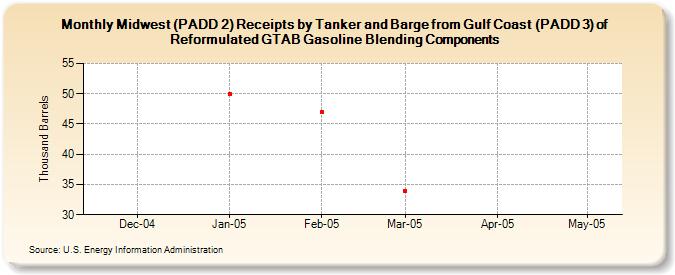 Monthly Midwest (PADD 2) Receipts by Tanker and Barge from Gulf Coast (PADD 3) of
Reformulated GTAB Gasoline Blending Components
Thousand Barrels
55
50
45
40
35
30
Dec-04 Jan-05 Feb-05 Mar-05 Apr-05 May-05
Source: U.S. Energy Information Administration